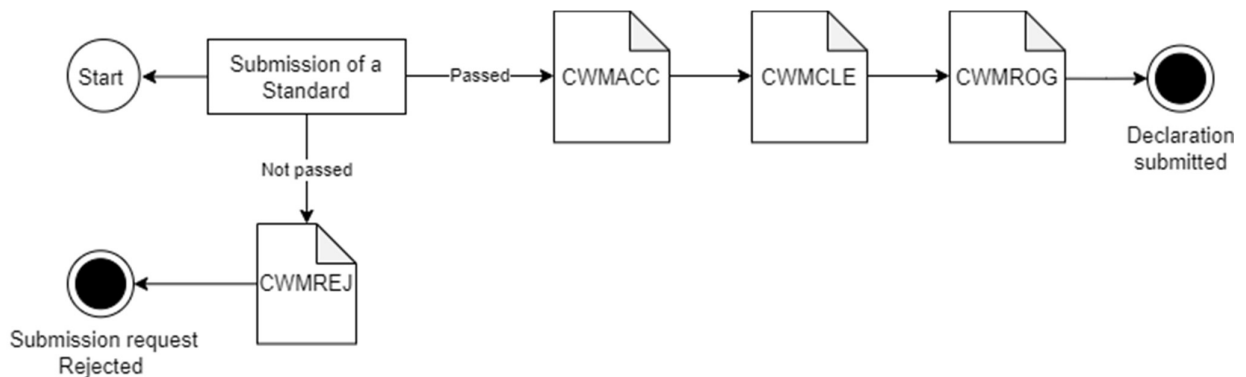 Start
Submission of a
Standard
Passed
CWMACC
CWMCLE
CWMROG
Declaration
submitted
Not passed
CWMREJ
Submission request
Rejected